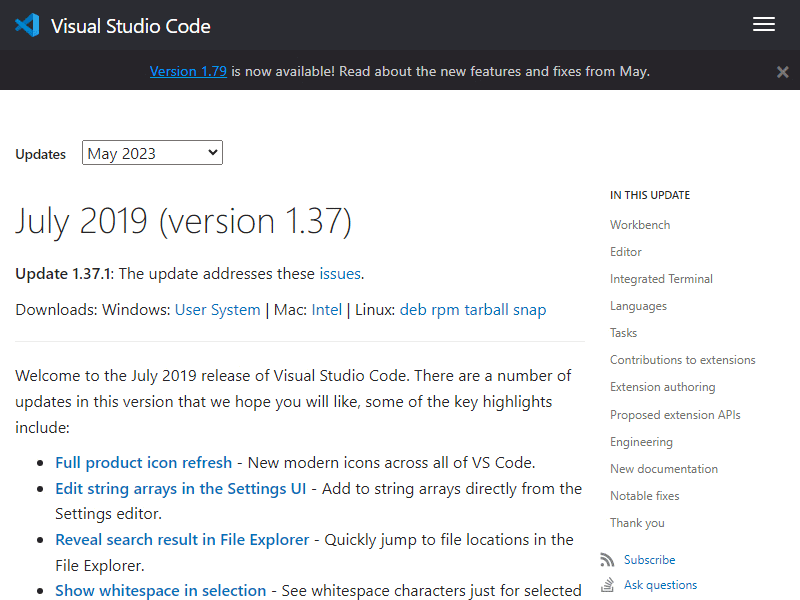 Visual Studio Code
Version 1.79 is now available! Read about the new features and fixes from May.
Updates May 2023
July 2019 (version 1.37)
Update 1.37.1: The update addresses these issues.
Downloads: Windows: User System | Mac: Intel | Linux: deb rpm tarball snap
Welcome to the July 2019 release of Visual Studio Code. There are a number of
updates in this version that we hope you will like, some of the key highlights
include:
Full product icon refresh - New modern icons across all of VS Code.
Edit string arrays in the Settings UI - Add to string arrays directly from the
Settings editor.
Reveal search result in File Explorer - Quickly jump to file locations in the
File Explorer.
Show whitespace in selection - See whitespace characters just for selected
IN THIS UPDATE
Workbench
Editor
Integrated Terminal
Languages
Tasks
Contributions to extensions
Extension authoring
Proposed extension APIs
Engineering
New documentation
Notable fixes
Thank you
Subscribe
Ask questions